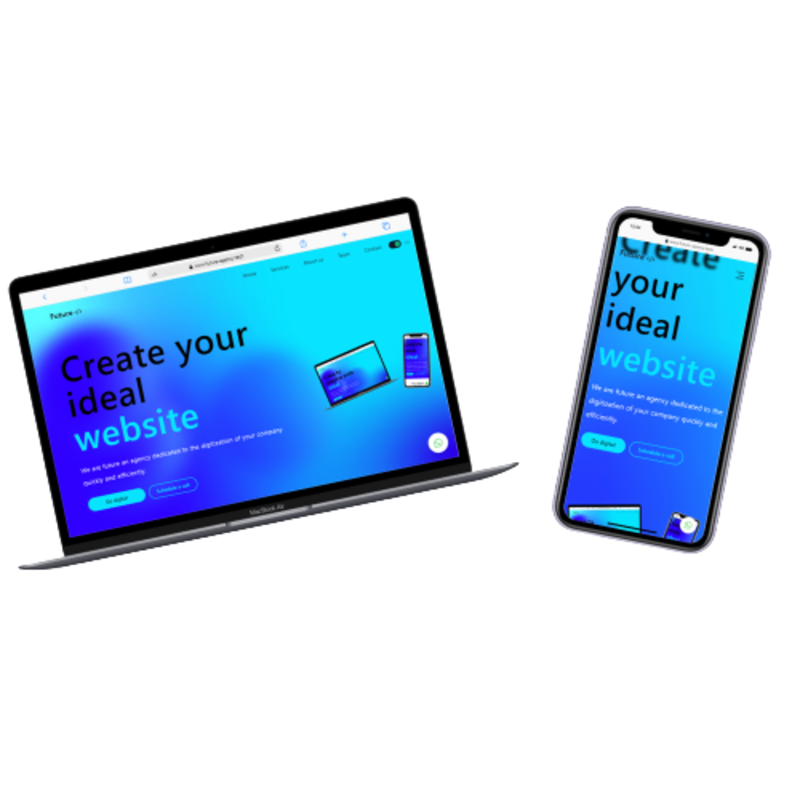 Future </>
Home Services About us Team Contact
Create your
ideal
website
We are future an agency dedicated to the digitization of your company
quickly and efficiently.
Go digital Schedule a call
MacBook Air
Create
Future </>
your
ideal
website
We are future an agency dedicated to the
digitization of your company quickly and
efficiently.
Go digital Schedule a call